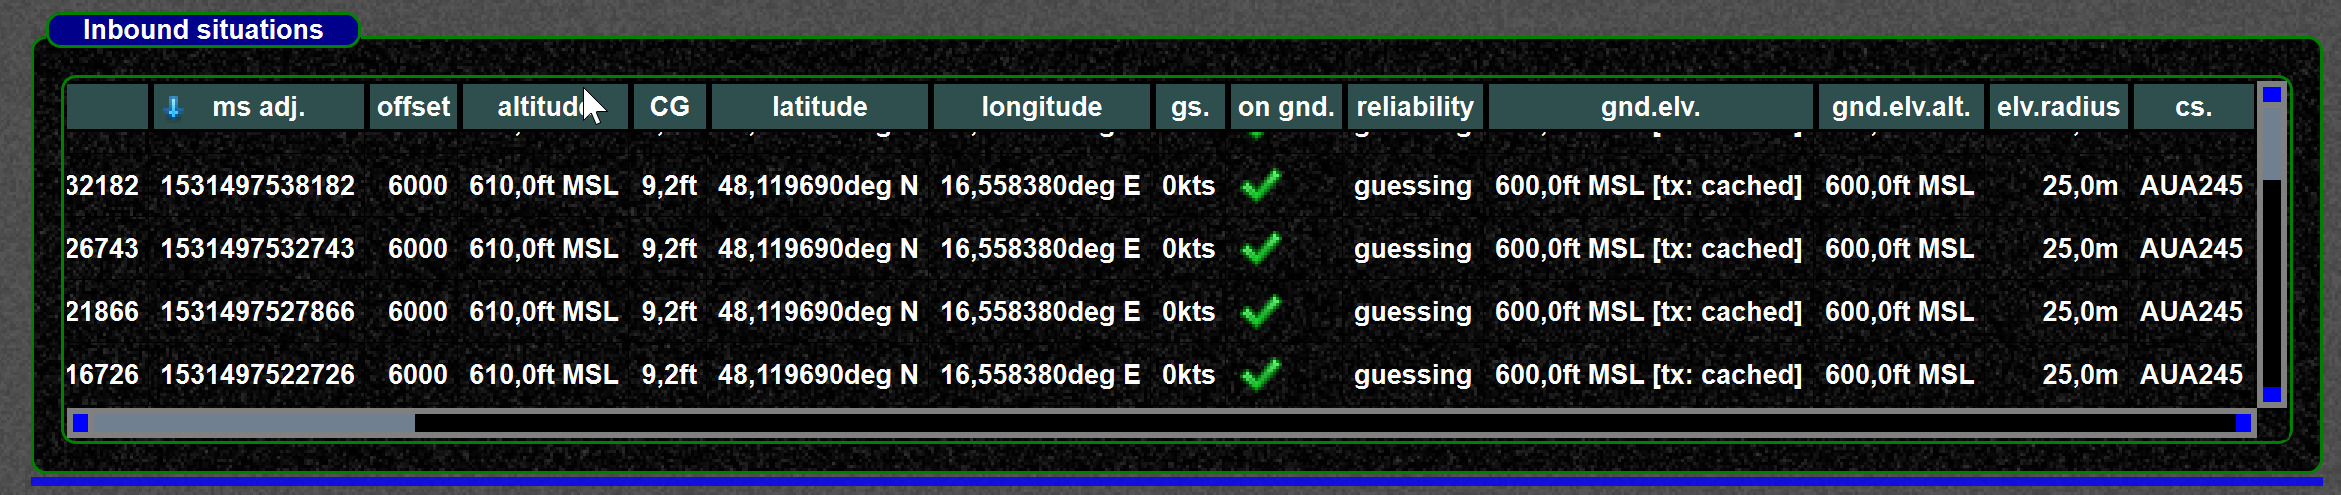 Inbound situations
ms adj. offset altitude CG latitude longitude gs. on gnd. reliability gnd.elv. gnd.elv.alt. elv.radius cs.
32182 1531497538182 6000 610,0ft MSL 9,2ft 48,119690deg N 16,558380deg E 0kts guessing 600,0ft MSL [tx: cached] 600,0ft MSL 25,0m AUA245
26743 1531497532743 6000 610,0ft MSL 9,2ft 48,119690deg N 16,558380deg E 0kts guessing 600,0ft MSL [tx: cached] 600,0ft MSL 25,0m AUA245
21866 1531497527866 6000 610,0ft MSL 9,2ft 48,119690deg N 16,558380deg E 0kts guessing 600,0ft MSL [tx: cached] 600,0ft MSL 25,0m AUA245
16726 1531497522726 6000 610,0ft MSL 9,2ft 48,119690deg N 16,558380deg E 0kts guessing 600,0ft MSL [tx: cached] 600,0ft MSL 25,0m AUA245